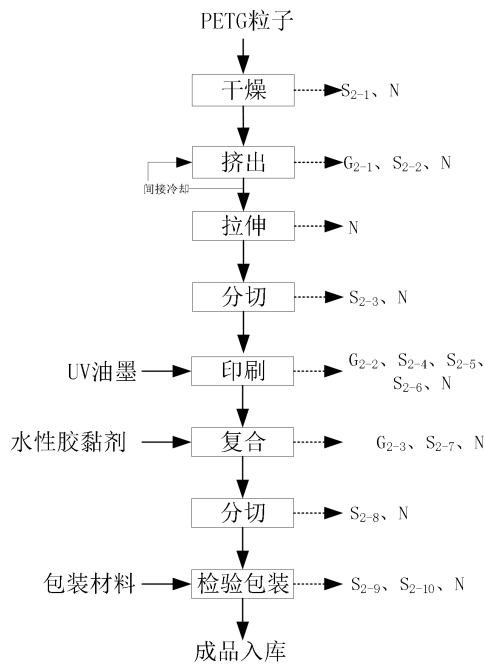 PETG粒子
干燥
S2-1、N
挤出
G2-1、S2-2、N
间接冷却
拉伸
N
分切
S2-3、N
UV油墨
印刷
G2-2、S2-4、S2-5、
S2-6、N
水性胶黏剂
复合
G2-3、S2-7、N
分切
S2-8、N
包装材料
检验包装
S2-9、S2-10、N
成品入库